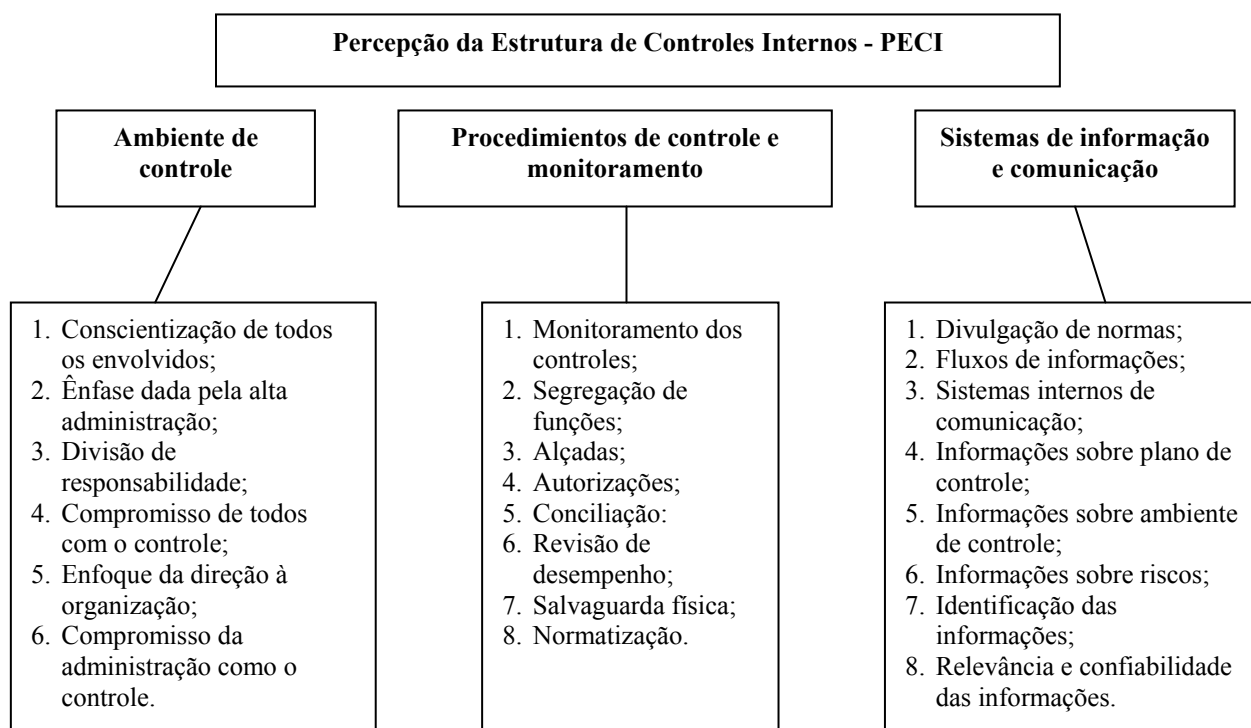 Percepção da Estrutura de Controles Internos - PECI
Ambiente de
controle
Procedimientos de controle e
monitoramento
Sistemas de informação
e comunicação
1. Conscientização de todos
os envolvidos;
2. Ênfase dada pela alta
administração;
3. Divisão de
responsabilidade;
4. Compromisso de todos
com o controle;
5. Enfoque da direção à
organização;
6. Compromisso da
administração como o
controle.
1. Monitoramento dos
controles;
2. Segregação de
funções;
3. Alçadas;
4. Autorizações;
5. Conciliação:
6. Revisão de
desempenho;
7. Salvaguarda física;
8. Normatização.
1. Divulgação de normas;
2. Fluxos de informações;
3. Sistemas internos de
comunicação;
4. Informações sobre plano de
controle;
5. Informações sobre ambiente
de controle;
6. Informações sobre riscos;
7. Identificação das
informações;
8. Relevância e confiabilidade
das informações.